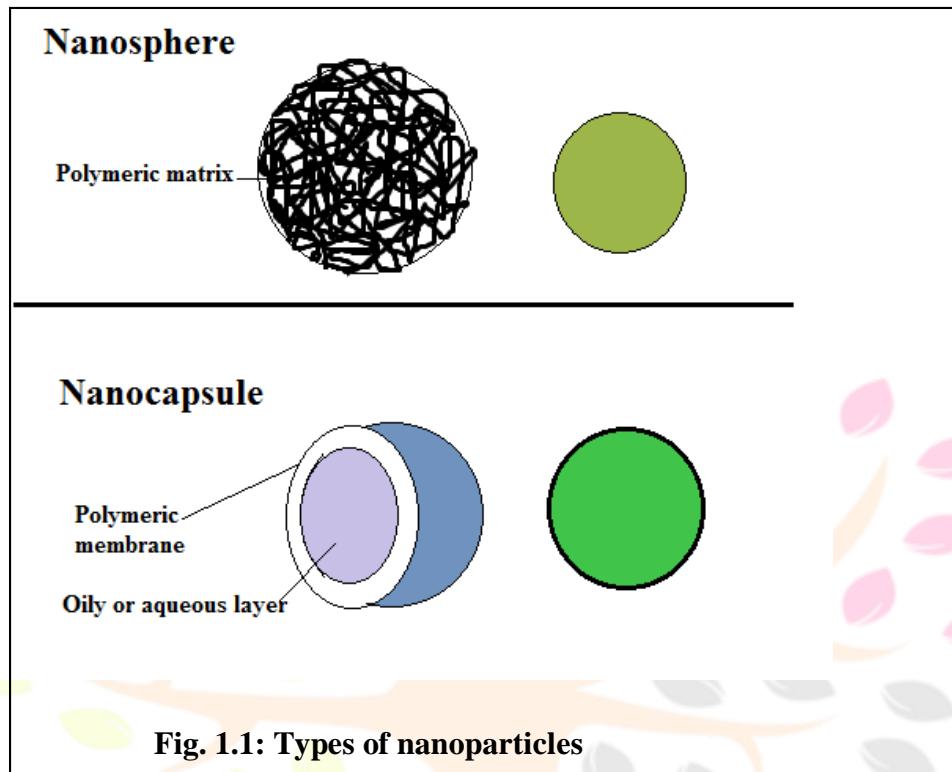 Nanosphere
Polymeric matrix
Nanocapsule
Polymeric
membrane
Oily or aqueous layer
Fig. 1.1: Types of nanoparticles